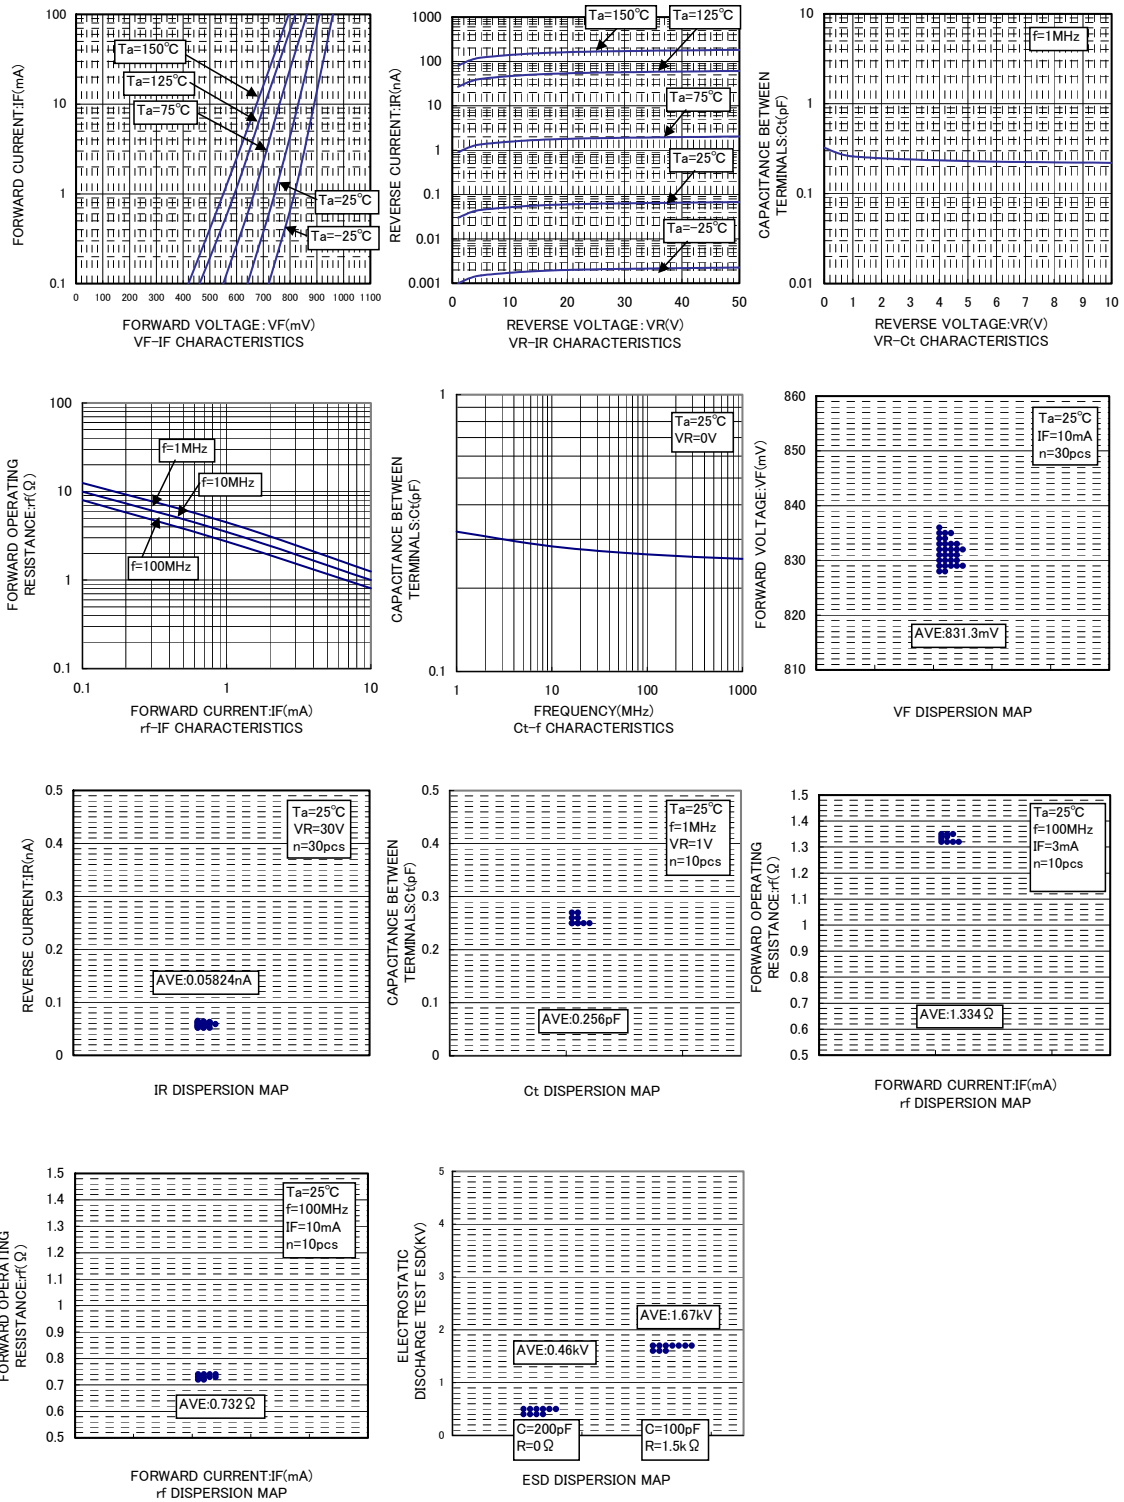 100
10
1
0.1
0 100 200 300 400 500 600 700 800 900 1000 1100
FORWARD CURRENT:IF(mA)
Ta=150℃
Ta=125℃
Ta=75℃
Ta=25℃
Ta=-25℃
FORWARD VOLTAGE:VF(mV)
VF-IF CHARACTERISTICS
1000
100
10
1
0.1
0.01
0.001
0 10 20 30 40 50
REVERSE CURRENT:IR(nA)
Ta=150℃
Ta=125℃
Ta=75℃
Ta=25℃
Ta=-25℃
REVERSE VOLTAGE:VR(V)
VR-IR CHARACTERISTICS
10
1
0.1
0.01
0 1 2 3 4 5 6 7 8 9 10
CAPACITANCE BETWEEN
TERMINALS:Ct(pF)
f=1MHz
REVERSE VOLTAGE:VR(V)
VR-Ct CHARACTERISTICS
100
10
1
0.1
0.1 1 10
FORWARD OPERATING
RESISTANCE:rf(Ω)
f=1MHz
f=10MHz
f=100MHz
FORWARD CURRENT:IF(mA)
rf-IF CHARACTERISTICS
1
0.1
1 10 100 1000
CAPACITANCE BETWEEN
TERMINALS:Ct(pF)
Ta=25℃
VR=0V
FREQUENCY(MHz)
Ct-f CHARACTERISTICS
860
850
840
830
820
810
FORWARD VOLTAGE:VF(mV)
Ta=25℃
IF=10mA
n=30pcs
AVE:831.3mV
VF DISPERSION MAP
0.5
0.4
0.3
0.2
0.1
0
REVERSE CURRENT:IR(nA)
Ta=25℃
VR=30V
n=30pcs
AVE:0.05824nA
IR DISPERSION MAP
0.5
0.4
0.3
0.2
0.1
0
CAPACITANCE BETWEEN
TERMINALS:Ct(pF)
Ta=25℃
f=1MHz
VR=1V
n=10pcs
AVE:0.256pF
Ct DISPERSION MAP
1.5
1.4
1.3
1.2
1.1
1
0.9
0.8
0.7
0.6
0.5
FORWARD OPERATING
RESISTANCE:rf(Ω)
Ta=25℃
f=100MHz
IF=3mA
n=10pcs
AVE:1.334Ω
FORWARD CURRENT:IF(mA)
rf DISPERSION MAP
1.5
1.4
1.3
1.2
1.1
1
0.9
0.8
0.7
0.6
0.5
FORWARD OPERATING
RESISTANCE:rf(Ω)
Ta=25℃
f=100MHz
IF=10mA
n=10pcs
AVE:0.732Ω
FORWARD CURRENT:IF(mA)
rf DISPERSION MAP
5
4
3
2
1
0
ELECTROSTATIC
DISCHARGE TEST ESD(KV)
AVE:1.67kV
AVE:0.46kV
C=200pF
R=0Ω
C=100pF
R=1.5kΩ
ESD DISPERSION MAP